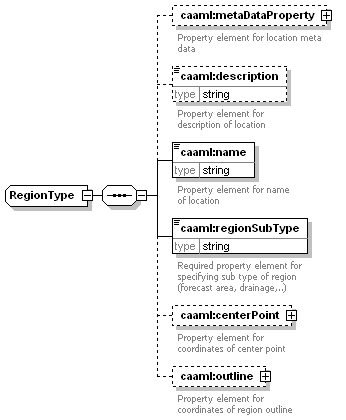 caaml:metaDataProperty
Property element for location meta
data
caaml:description
type string
Property element for
description of location
caaml:name
type string
Property element for name
of location
RegionType
caaml:regionSubType
type string
Required property element for
specifying sub type of region
(forecast area, drainage,..)
caaml:centerPoint
Property element for
coordinates of center point
caaml:outline
Property element for
coordinates of region outline